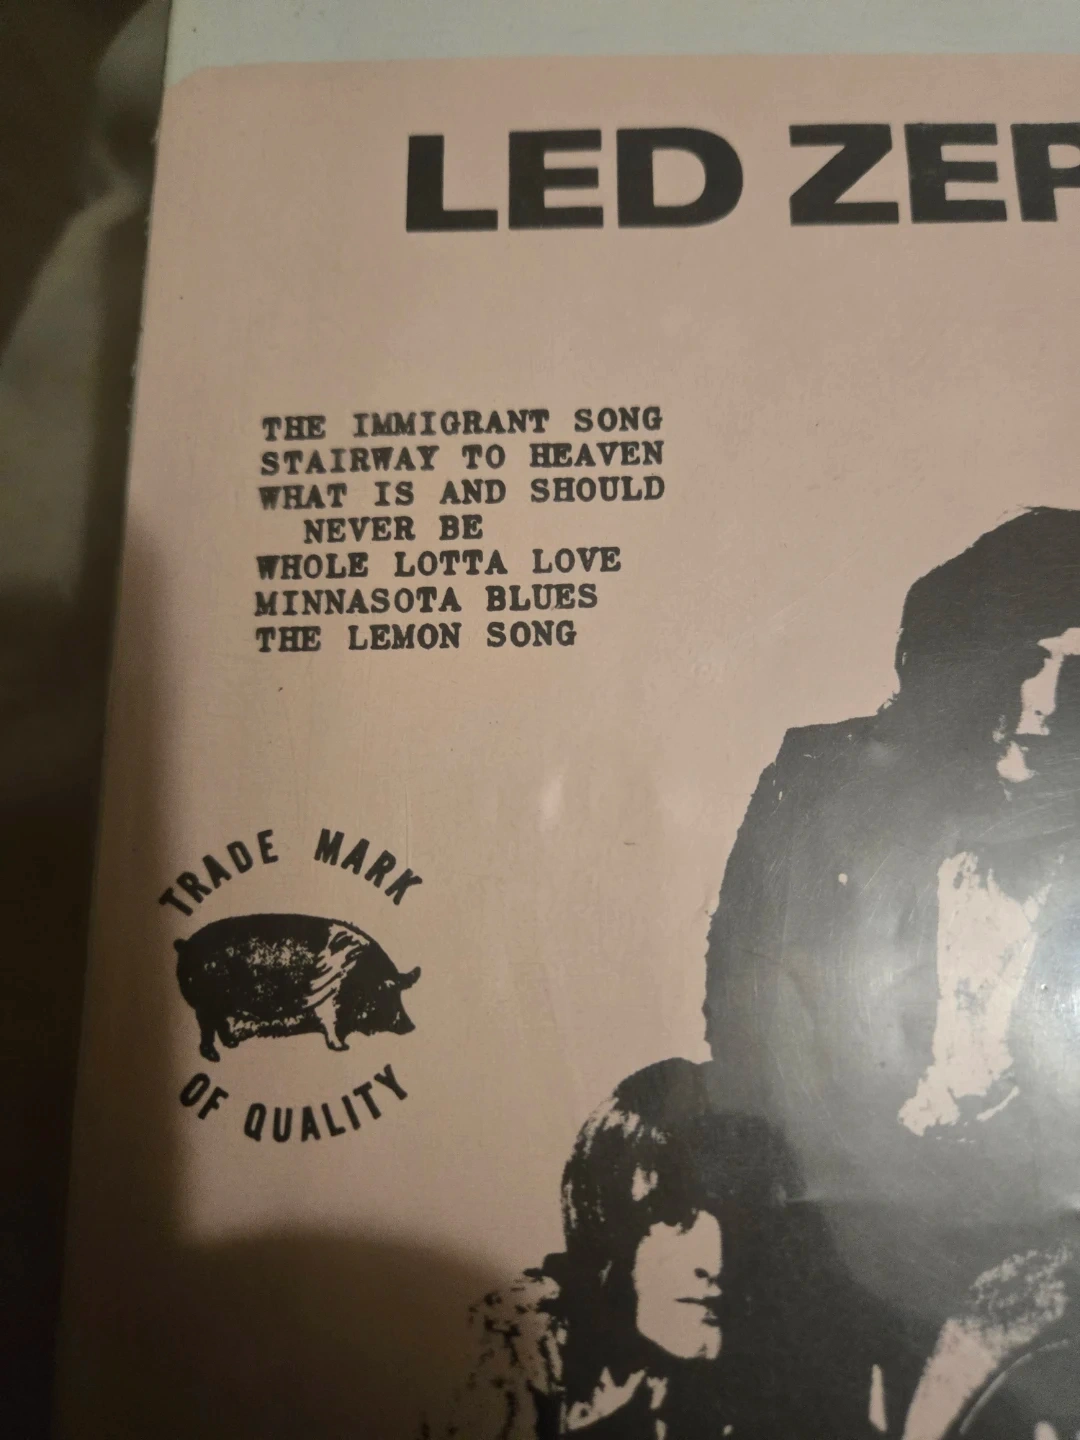 LED ZEP
THE IMMIGRANT SONG
STAIRWAY TO HEAVEN
WHAT IS AND SHOULD
NEVER BE
WHOLE LOTTA LOVE
MINNASOTA BLUES
THE LEMON SONG
TRADE MARK
OF QUALITY